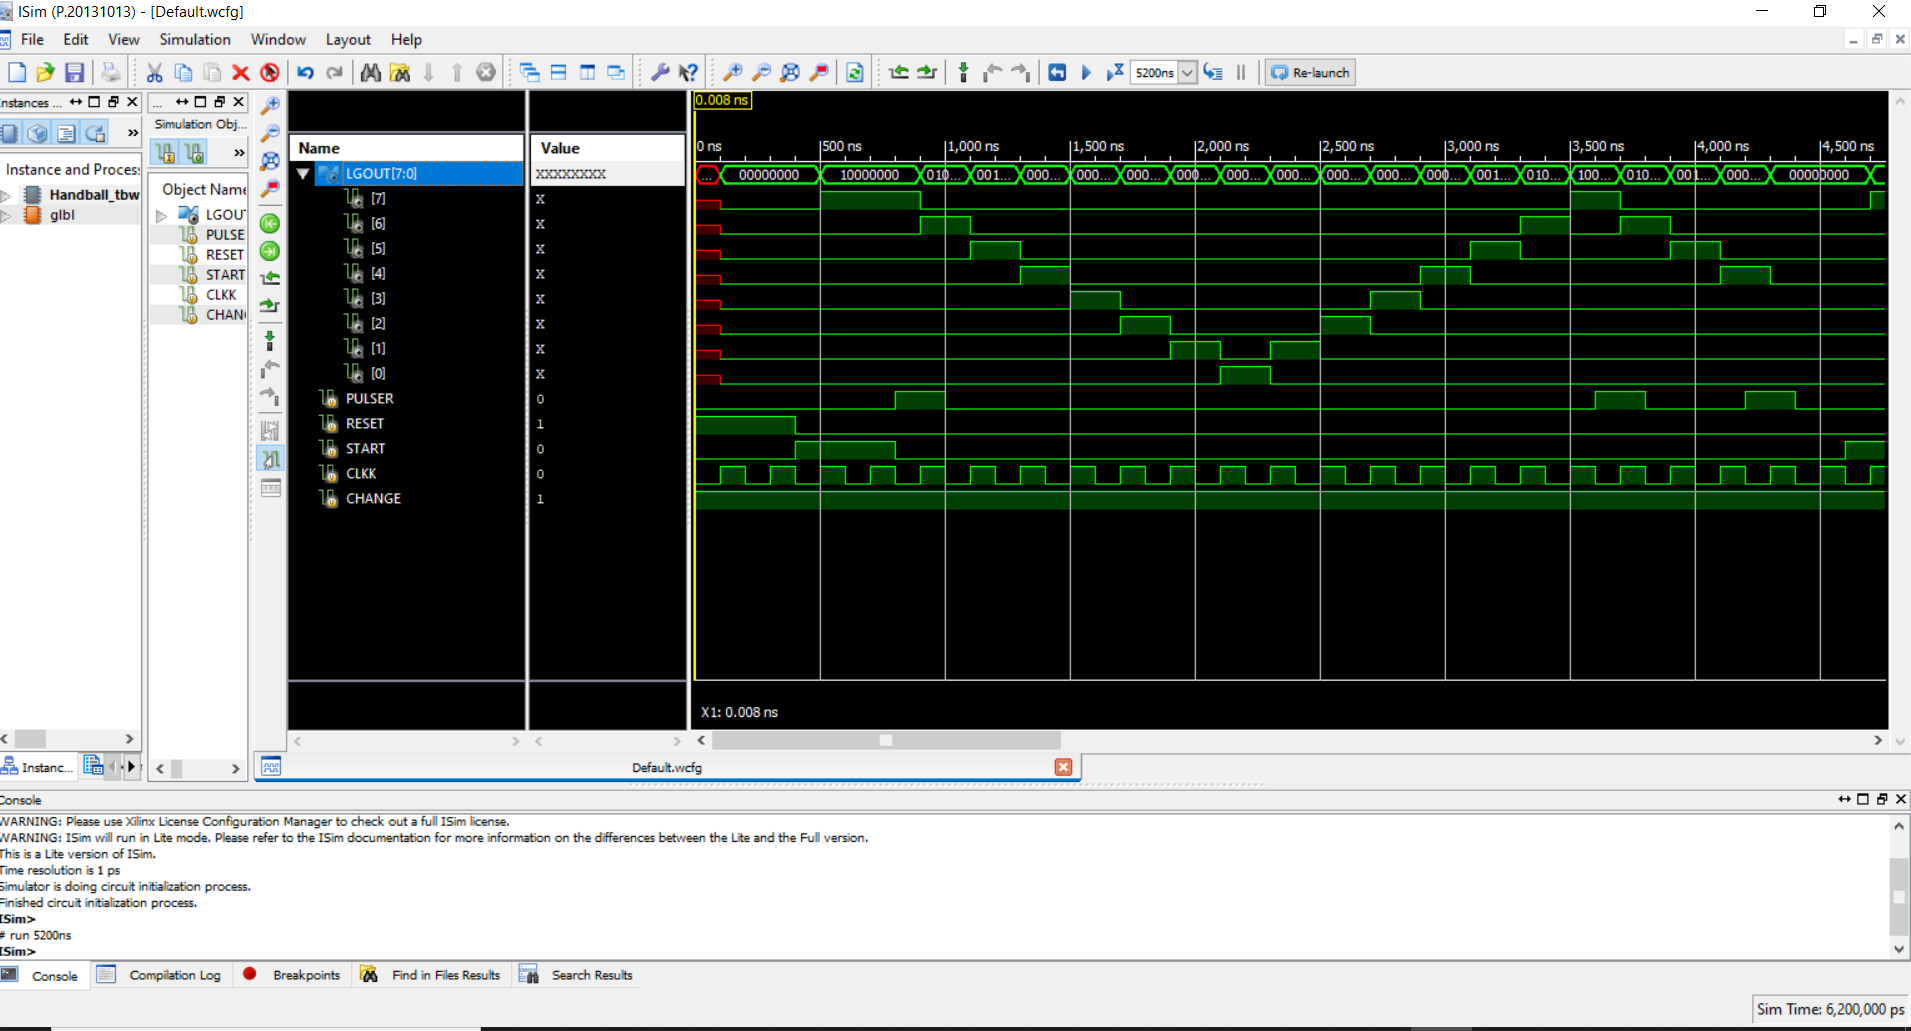 ISim (P.20131013) - [Default.wcfg]
File Edit View Simulation Window Layout Help
5200ns Re-launch
Instances ...
...
Simulation Obj...
Instance and Proces
Handball_tbw
glbl
Object Name
LGOUT
PULSE
RESET
START
CLKK
CHAN
Name Value
LGOUT[7:0] XXXXXXXX
[7] X
[6] X
[5] X
[4] X
[3] X
[2] X
[1] X
[0] X
PULSER 0
RESET 1
START 0
CLKK 0
CHANGE 1
0.008 ns
0 ns 500 ns 1,000 ns 1,500 ns 2,000 ns 2,500 ns 3,000 ns 3,500 ns 4,000 ns 4,500 ns
... 00000000 10000000 010... 001... 000... 000... 000... 000... 000... 000... 000... 000... 000... 001... 010... 100... 010... 001... 000... 00000000
X1: 0.008 ns
Instanc...
Default.wcfg
Console
WARNING: Please use Xilinx License Configuration Manager to check out a full ISim license.
WARNING: ISim will run in Lite mode. Please refer to the ISim documentation for more information on the differences between the Lite and the Full version.
This is a Lite version of ISim.
Time resolution is 1 ps
Simulator is doing circuit initialization process.
Finished circuit initialization process.
ISim>
# run 5200ns
ISim>
Console Compilation Log Breakpoints Find in Files Results Search Results
Sim Time: 6,200,000 ps